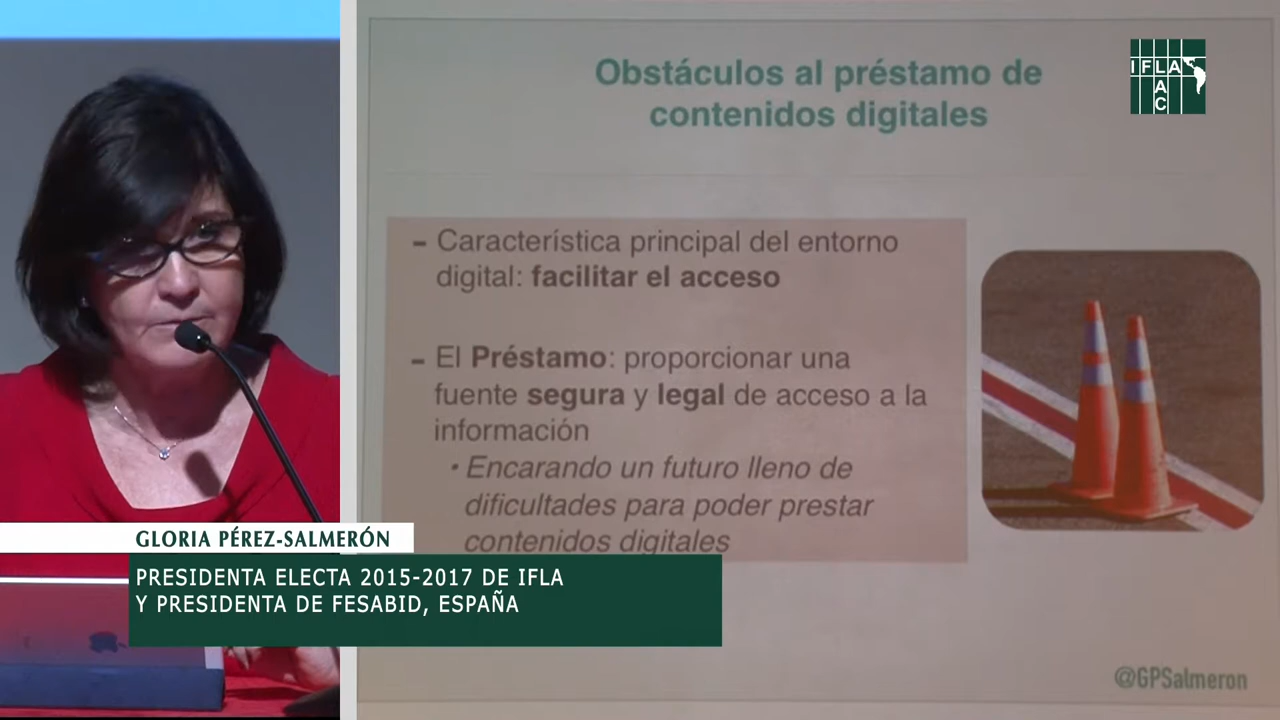 Obstáculos al préstamo de
contenidos digitales
IFLA
LAC
- Característica principal del entorno
digital: facilitar el acceso
- El Préstamo: proporcionar una
fuente segura y legal de acceso a la
información
• Encarando un futuro lleno de
dificultades para poder prestar
contenidos digitales
GLORIA PÉREZ-SALMERÓN
PRESIDENTA ELECTA 2015-2017 DE IFLA
Y PRESIDENTA DE FESABID, ESPAÑA
@GPSalmeron